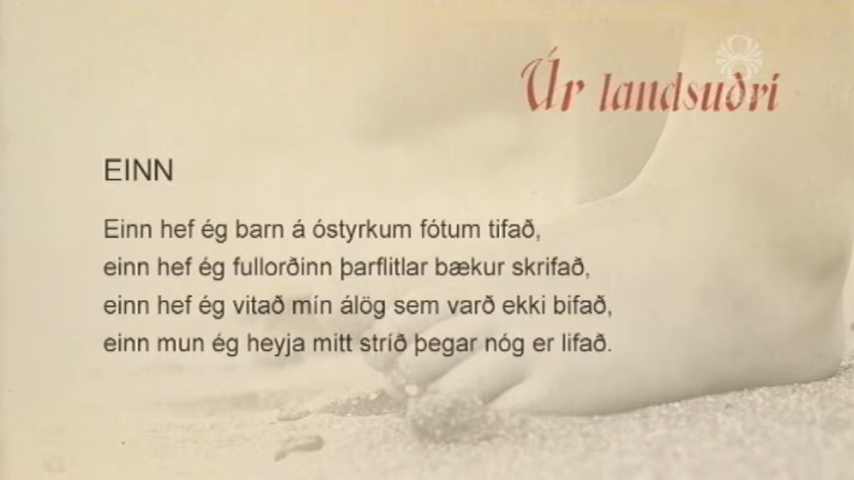 Úr landsuðri
EINN
Einn hef ég barn á óstyrkum fótum tifað,
einn hef ég fullorðinn þarflitlar bækur skrifað,
einn hef ég vitað mín álög sem varð ekki bifað,
einn mun ég heyja mitt stríð þegar nóg er lifað.